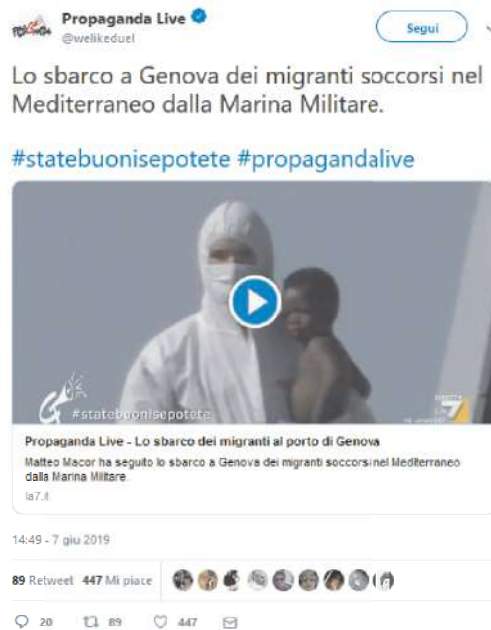 Propaganda Live
@welikeduel
Segui
Lo sbarco a Genova dei migranti soccorsi nel
Mediterraneo dalla Marina Militare.
#statebuonisepotete #propagandalive
#statebuonisepotete
7
Propaganda Live - Lo sbarco dei migranti al porto di Genova
Matteo Macor ha seguito lo sbarco a Genova dei migranti soccorsi nel Mediterraneo
dalla Marina Militare.
la7.it
14:49 - 7 giu 2019
89 Retweet 447 Mi piace
20 89 447